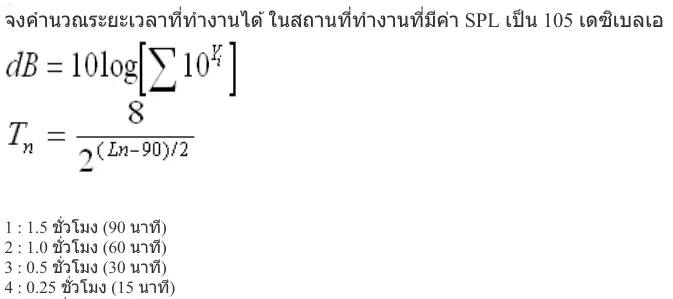 จงคำนวณระยะเวลาที่ทำงานได้ ในสถานที่ทำงานที่มีค่า SPL เป็น 105 เดซิเบลเอ
dB = 10log[∑ 10^{Y_i}]
T_n = 8 / 2^{(Ln-90)/2}
1 : 1.5 ชั่วโมง (90 นาที)
2 : 1.0 ชั่วโมง (60 นาที)
3 : 0.5 ชั่วโมง (30 นาที)
4 : 0.25 ชั่วโมง (15 นาที)